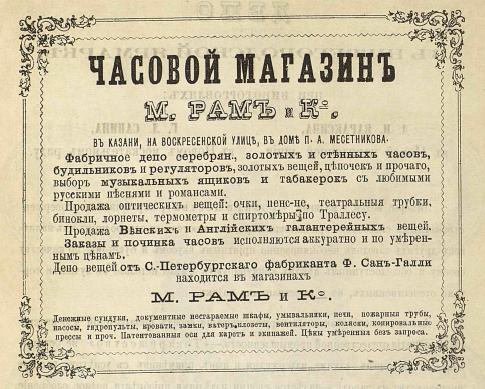 ЧАСОВОЙ МАГАЗИНЪ
М. РАМЪ и Кº.
ВЪ КАЗАНИ, НА ВОСКРЕСЕНСКОЙ УЛИЦѢ, ВЪ ДОМѢ П. А. МЕСЕТНИКОВА.
Фабричное депо серебрян., золотыхъ и стѣнныхъ часовъ,
будильниковъ и регуляторовъ, золотыхъ вещей, цѣпочекъ и прочаго,
выборъ музыкальныхъ ящиковъ и табакерокъ съ любимыми
русскими пѣснями и романсами.
Продажа оптическихъ вещей: очки, пенс-не, театральныя трубки,
бинокли, лорнеты, термометры и спиртомѣры по Траллесу.
Продажа Вѣнскихъ и Англійскихъ галантерейныхъ вещей.
Заказы и починка часовъ исполняются аккуратно и по умѣрен-
нымъ цѣнамъ.
Депо вещей отъ С.-Петербургскаго фабриканта Ф. Санъ-Галли
находится въ магазинахъ
М. РАМЪ и Кº.
Денежные сундуки, документные несгараемые шкафы, умывальники, печи, пожарныя трубы,
насосы, гидропульты, кровати, замки, ватеръ-клозеты, вентиляторы, коляски, копировальные
прессы и проч. Патентованныя оси для каретъ и экипажей. Цѣны умѣренныя безъ запроса.